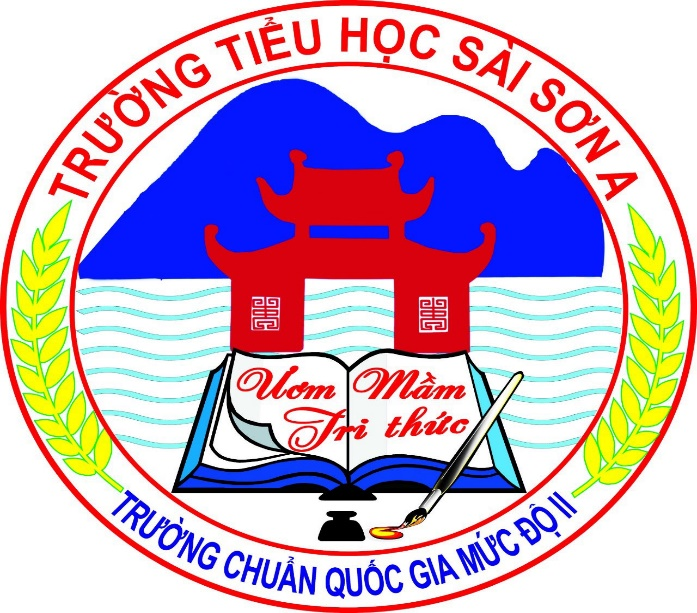 TRƯỜNG TIỂU HỌC SÀI SƠN A
Ươm Mầm
Tri thức
TRƯỜNG CHUẨN QUỐC GIA MỨC ĐỘ II